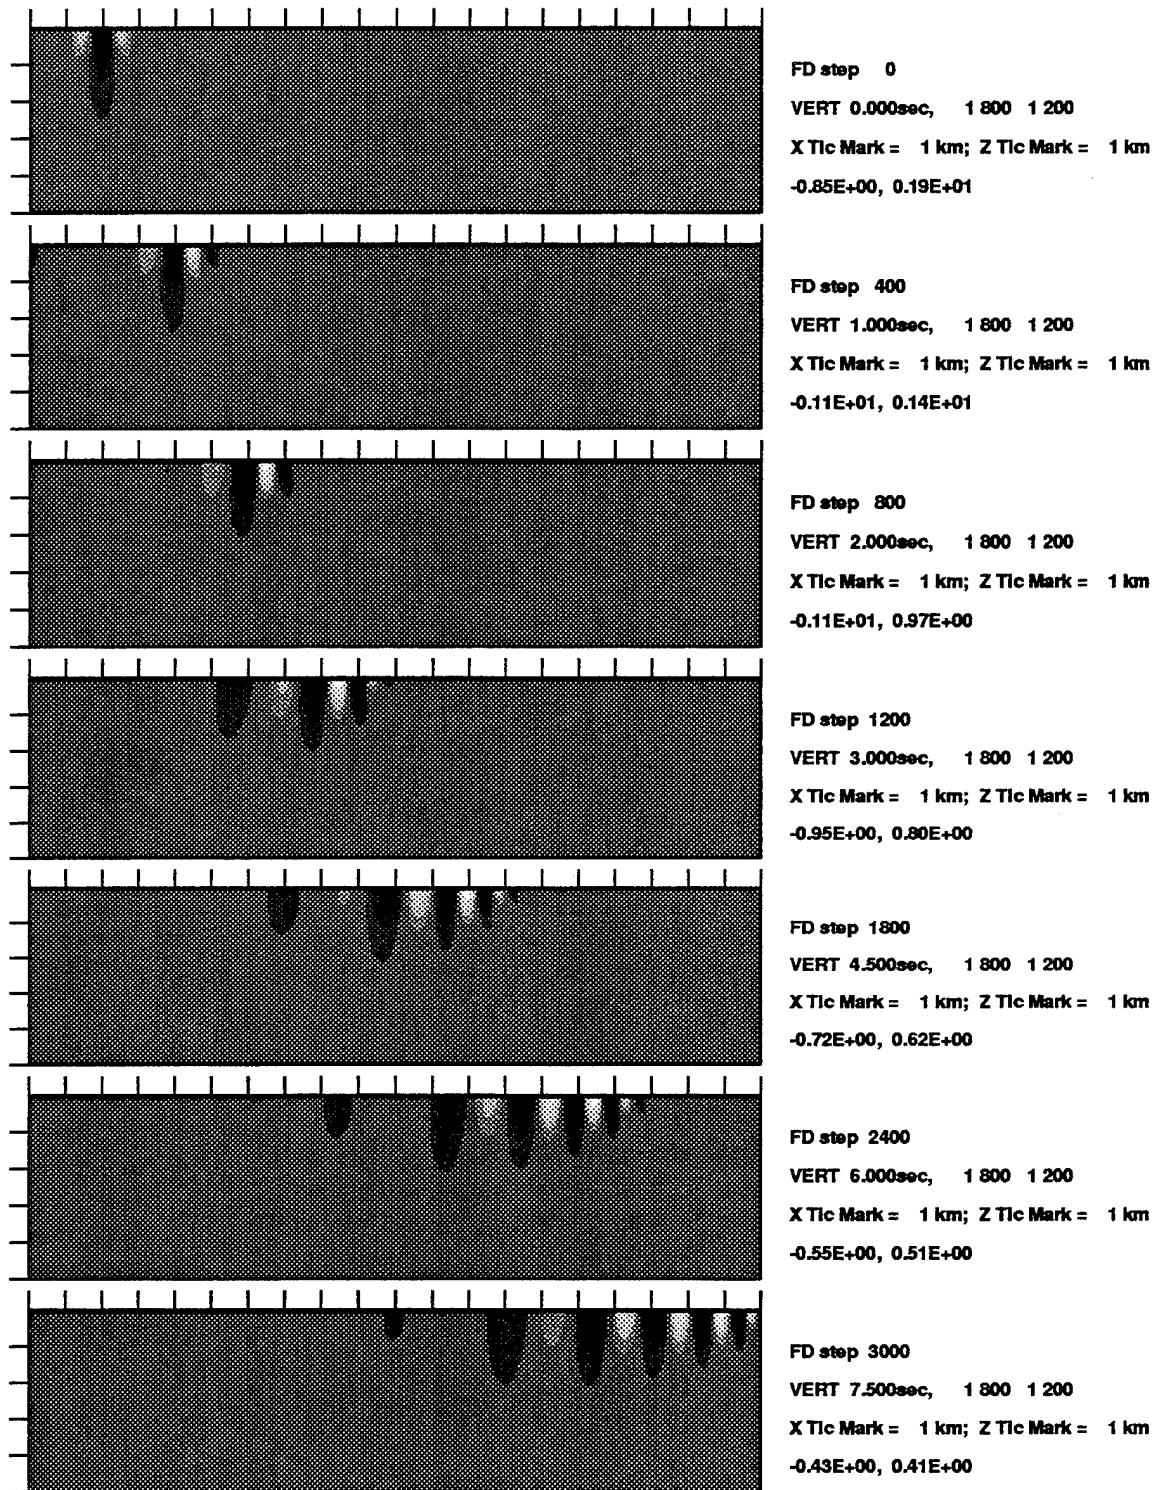 FD step 0
VERT 0.000sec, 1 800 1 200
X Tic Mark = 1 km; Z Tic Mark = 1 km
-0.85E+00, 0.19E+01
FD step 400
VERT 1.000sec, 1 800 1 200
X Tic Mark = 1 km; Z Tic Mark = 1 km
-0.11E+01, 0.14E+01
FD step 800
VERT 2.000sec, 1 800 1 200
X Tic Mark = 1 km; Z Tic Mark = 1 km
-0.11E+01, 0.97E+00
FD step 1200
VERT 3.000sec, 1 800 1 200
X Tic Mark = 1 km; Z Tic Mark = 1 km
-0.95E+00, 0.80E+00
FD step 1800
VERT 4.500sec, 1 800 1 200
X Tic Mark = 1 km; Z Tic Mark = 1 km
-0.72E+00, 0.62E+00
FD step 2400
VERT 6.000sec, 1 800 1 200
X Tic Mark = 1 km; Z Tic Mark = 1 km
-0.55E+00, 0.51E+00
FD step 3000
VERT 7.500sec, 1 800 1 200
X Tic Mark = 1 km; Z Tic Mark = 1 km
-0.43E+00, 0.41E+00